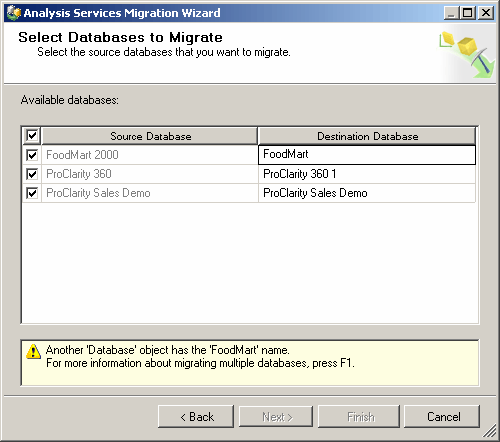 Analysis Services Migration Wizard
Select Databases to Migrate
Select the source databases that you want to migrate.
Available databases:
Source Database Destination Database
FoodMart 2000 FoodMart
ProClarity 360 ProClarity 360 1
ProClarity Sales Demo ProClarity Sales Demo
Another 'Database' object has the 'FoodMart' name.
For more information about migrating multiple databases, press F1.
< Back Next > Finish Cancel